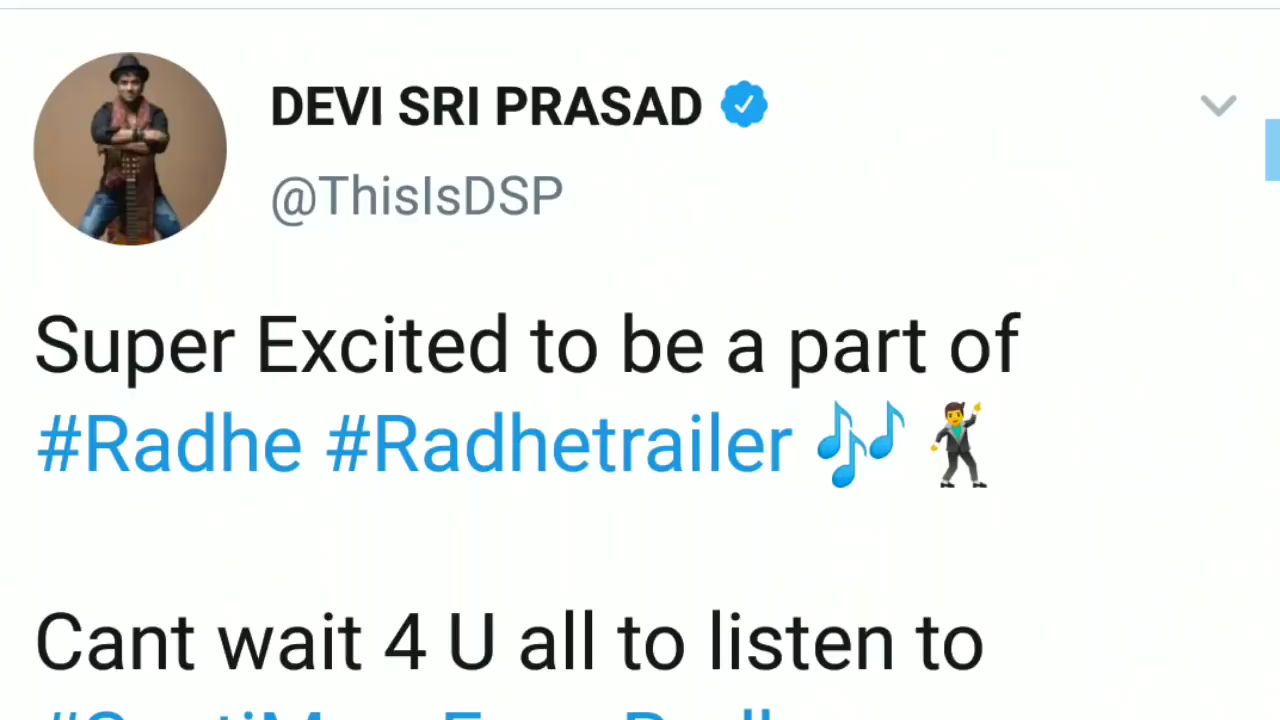 DEVI SRI PRASAD
@ThisIsDSP
Super Excited to be a part of
#Radhe #Radhetrailer 🎶🕺
Cant wait 4 U all to listen to